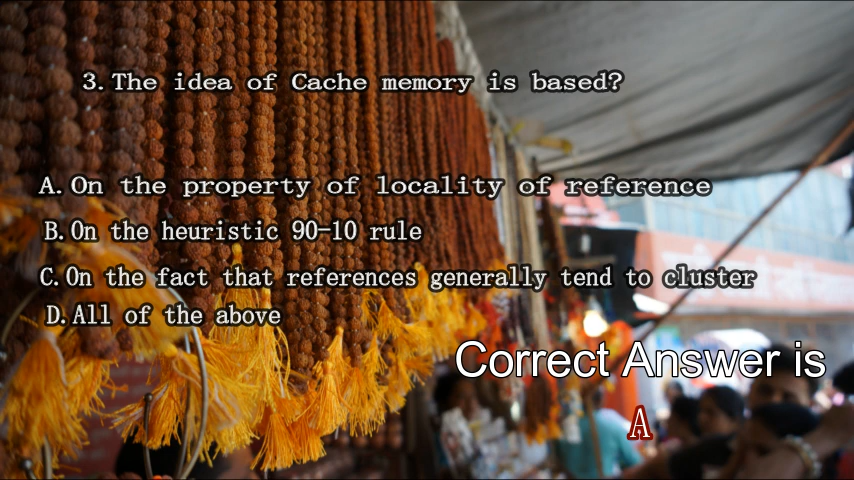 3.The idea of Cache memory is based?
A.On the property of locality of reference
B.On the heuristic 90-10 rule
C.On the fact that references generally tend to cluster
D.All of the above
Correct Answer is
A